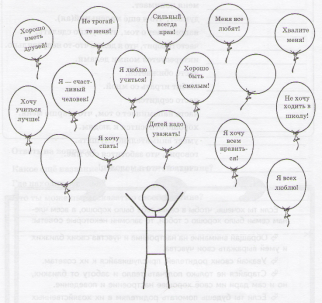 Хорошо
иметь
друзей!
Не трогай-
те меня!
Сильный
всегда
прав!
Меня все
любят!
Хвалите
меня!
Хочу
учиться
лучше!
Я — счаст-
ливый
человек!
Я люблю
учиться!
Хорошо
быть
смелым!
Не хочу
ходить в
школу!
Я хочу
спать!
Детей надо
уважать!
Я хочу
всем
нравить-
ся!
Я всех
люблю!